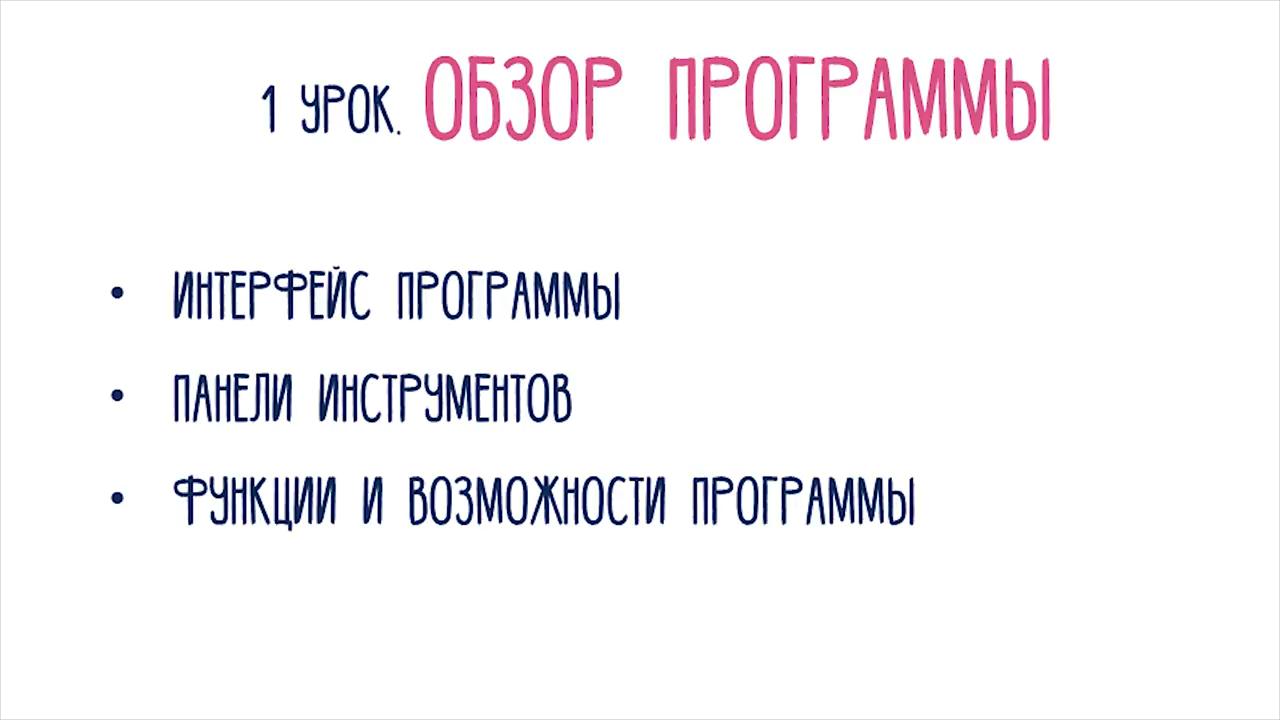 1 УРОК. ОБЗОР ПРОГРАММЫ
• ИНТЕРФЕЙС ПРОГРАММЫ
• ПАНЕЛИ ИНСТРУМЕНТОВ
• ФУНКЦИИ И ВОЗМОЖНОСТИ ПРОГРАММЫ